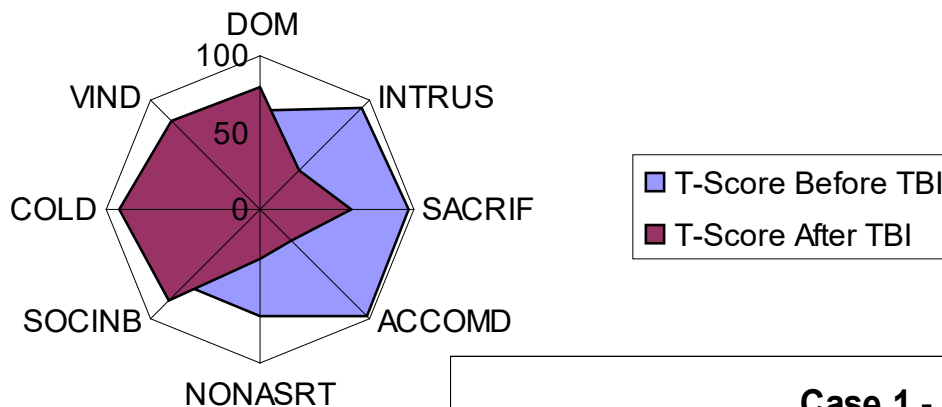 DOM
100
VIND
INTRUS
50
COLD
0
SACRIF
SOCINB
ACCOMD
NONASRT
T-Score Before TBI
T-Score After TBI
Case 1 -